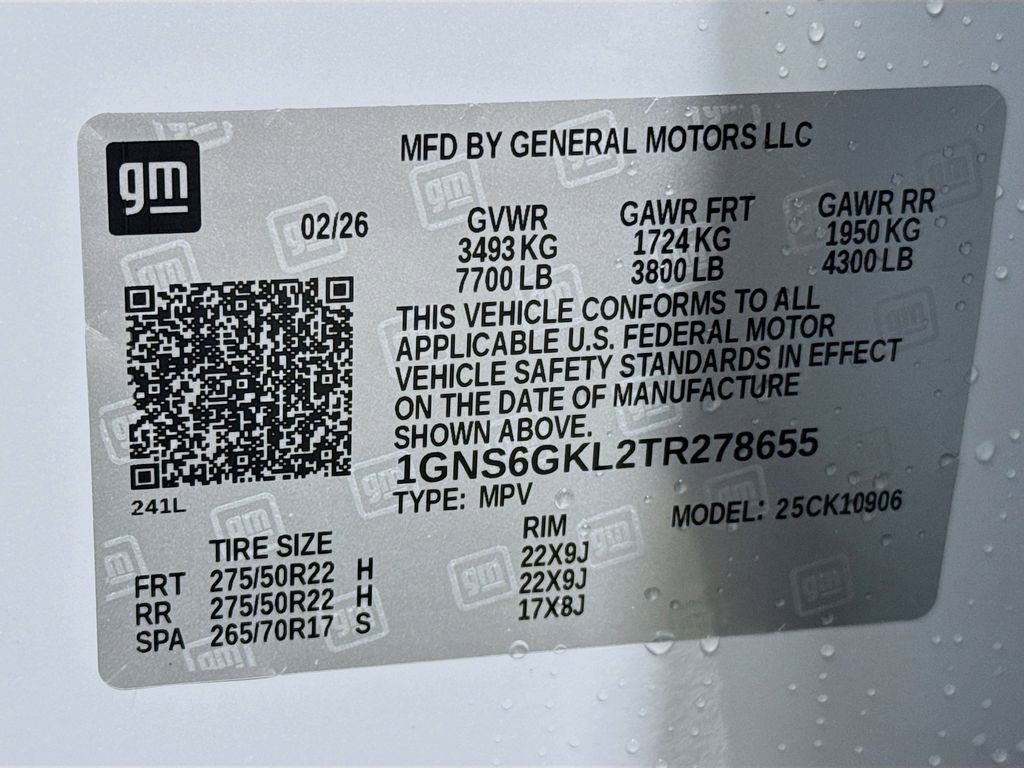 gm
MFD BY GENERAL MOTORS LLC
02/26
GVWR GAWR FRT GAWR RR
3493 KG 1724 KG 1950 KG
7700 LB 3800 LB 4300 LB
THIS VEHICLE CONFORMS TO ALL
APPLICABLE U.S. FEDERAL MOTOR
VEHICLE SAFETY STANDARDS IN EFFECT
ON THE DATE OF MANUFACTURE
SHOWN ABOVE.
1GNS6GKL2TR278655
241L
TYPE: MPV MODEL: 25CK10906
TIRE SIZE RIM
FRT 275/50R22 H 22X9J
RR 275/50R22 H 22X9J
SPA 265/70R17 S 17X8J